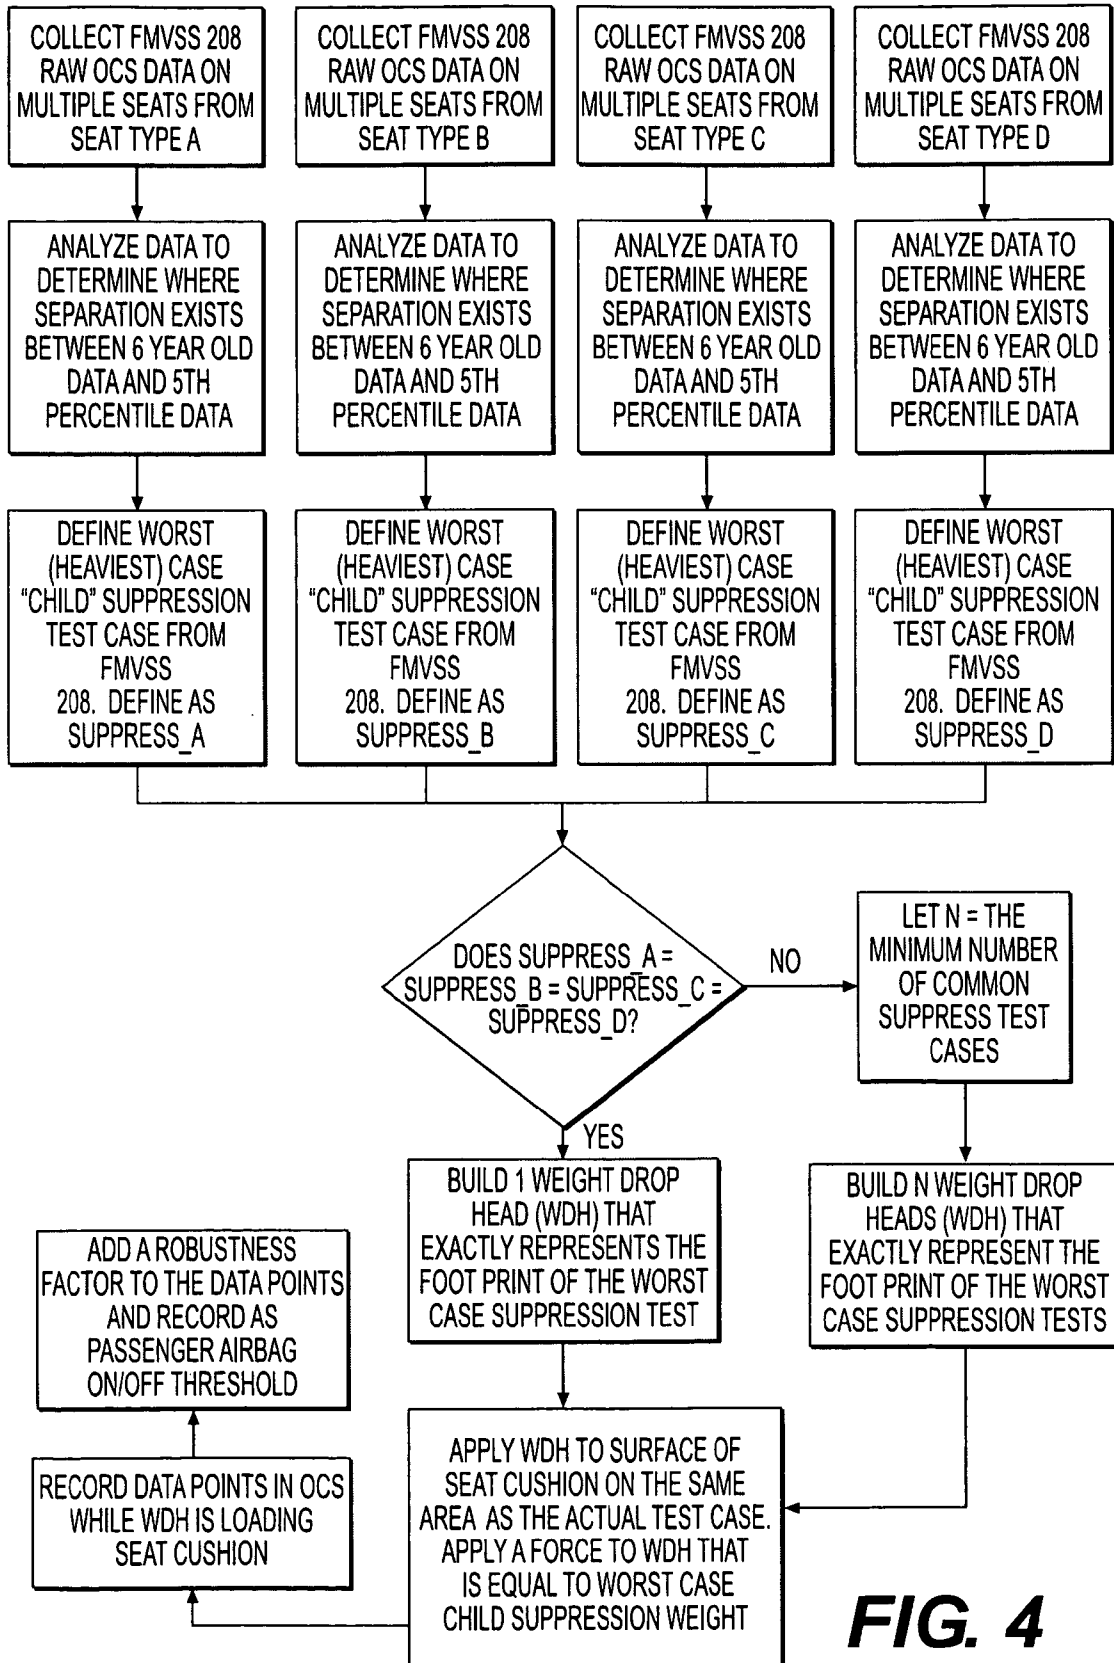 COLLECT FMVSS 208
RAW OCS DATA ON
MULTIPLE SEATS FROM
SEAT TYPE A
COLLECT FMVSS 208
RAW OCS DATA ON
MULTIPLE SEATS FROM
SEAT TYPE B
COLLECT FMVSS 208
RAW OCS DATA ON
MULTIPLE SEATS FROM
SEAT TYPE C
COLLECT FMVSS 208
RAW OCS DATA ON
MULTIPLE SEATS FROM
SEAT TYPE D
ANALYZE DATA TO
DETERMINE WHERE
SEPARATION EXISTS
BETWEEN 6 YEAR OLD
DATA AND 5TH
PERCENTILE DATA
ANALYZE DATA TO
DETERMINE WHERE
SEPARATION EXISTS
BETWEEN 6 YEAR OLD
DATA AND 5TH
PERCENTILE DATA
ANALYZE DATA TO
DETERMINE WHERE
SEPARATION EXISTS
BETWEEN 6 YEAR OLD
DATA AND 5TH
PERCENTILE DATA
ANALYZE DATA TO
DETERMINE WHERE
SEPARATION EXISTS
BETWEEN 6 YEAR OLD
DATA AND 5TH
PERCENTILE DATA
DEFINE WORST
(HEAVIEST) CASE
“CHILD” SUPPRESSION
TEST CASE FROM
FMVSS
208. DEFINE AS
SUPPRESS_A
DEFINE WORST
(HEAVIEST) CASE
“CHILD” SUPPRESSION
TEST CASE FROM
FMVSS
208. DEFINE AS
SUPPRESS_B
DEFINE WORST
(HEAVIEST) CASE
“CHILD” SUPPRESSION
TEST CASE FROM
FMVSS
208. DEFINE AS
SUPPRESS_C
DEFINE WORST
(HEAVIEST) CASE
“CHILD” SUPPRESSION
TEST CASE FROM
FMVSS
208. DEFINE AS
SUPPRESS_D
DOES SUPPRESS_A =
SUPPRESS_B = SUPPRESS_C =
SUPPRESS_D?
NO
LET N = THE
MINIMUM NUMBER
OF COMMON
SUPPRESS TEST
CASES
YES
BUILD 1 WEIGHT DROP
HEAD (WDH) THAT
EXACTLY REPRESENTS THE
FOOT PRINT OF THE WORST
CASE SUPPRESSION TEST
BUILD N WEIGHT DROP
HEADS (WDH) THAT
EXACTLY REPRESENT THE
FOOT PRINT OF THE WORST
CASE SUPPRESSION TESTS
ADD A ROBUSTNESS
FACTOR TO THE DATA POINTS
AND RECORD AS
PASSENGER AIRBAG
ON/OFF THRESHOLD
APPLY WDH TO SURFACE OF
SEAT CUSHION ON THE SAME
AREA AS THE ACTUAL TEST CASE.
APPLY A FORCE TO WDH THAT
IS EQUAL TO WORST CASE
CHILD SUPPRESSION WEIGHT
RECORD DATA POINTS IN OCS
WHILE WDH IS LOADING
SEAT CUSHION
FIG. 4